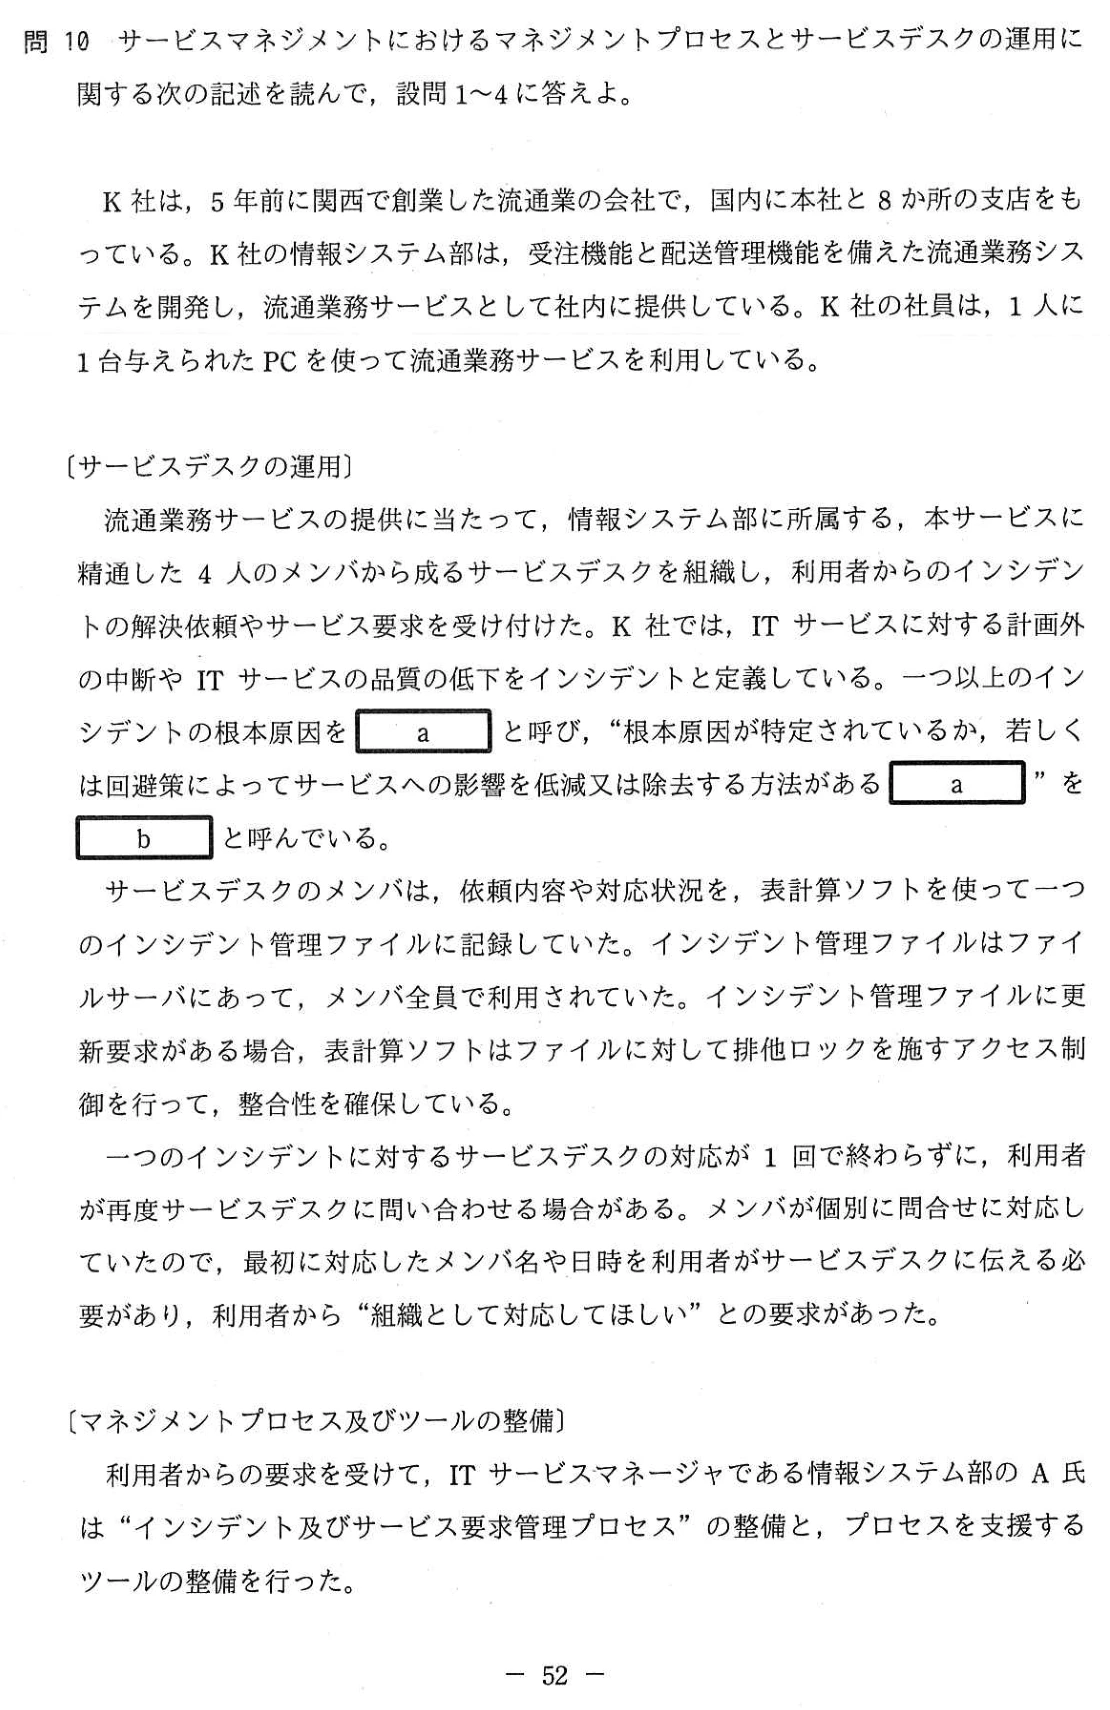 問 10 サービスマネジメントにおけるマネジメントプロセスとサービスデスクの運用に
関する次の記述を読んで，設問 1～4 に答えよ。
K 社は，5 年前に関西で創業した流通業の会社で，国内に本社と 8 か所の支店をも
っている。K 社の情報システム部は，受注機能と配送管理機能を備えた流通業務シス
テムを開発し，流通業務サービスとして社内に提供している。K 社の社員は，1 人に
1 台与えられた PC を使って流通業務サービスを利用している。
〔サービスデスクの運用〕
流通業務サービスの提供に当たって，情報システム部に所属する，本サービスに
精通した 4 人のメンバから成るサービスデスクを組織し，利用者からのインシデン
トの解決依頼やサービス要求を受け付けた。K 社では，IT サービスに対する計画外
の中断や IT サービスの品質の低下をインシデントと定義している。一つ以上のイン
シデントの根本原因を a と呼び，“根本原因が特定されているか，若しく
は回避策によってサービスへの影響を低減又は除去する方法がある a ”を
b と呼んでいる。
サービスデスクのメンバは，依頼内容や対応状況を，表計算ソフトを使って一つ
のインシデント管理ファイルに記録していた。インシデント管理ファイルはファイ
ルサーバにあって，メンバ全員で利用されていた。インシデント管理ファイルに更
新要求がある場合，表計算ソフトはファイルに対して排他ロックを施すアクセス制
御を行って，整合性を確保している。
一つのインシデントに対するサービスデスクの対応が 1 回で終わらずに，利用者
が再度サービスデスクに問い合わせる場合がある。メンバが個別に問合せに対応し
ていたので，最初に対応したメンバ名や日時を利用者がサービスデスクに伝える必
要があり，利用者から“組織として対応してほしい”との要求があった。
〔マネジメントプロセス及びツールの整備〕
利用者からの要求を受けて，IT サービスマネージャである情報システム部の A 氏
は“インシデント及びサービス要求管理プロセス”の整備と，プロセスを支援する
ツールの整備を行った。
－ 52 －